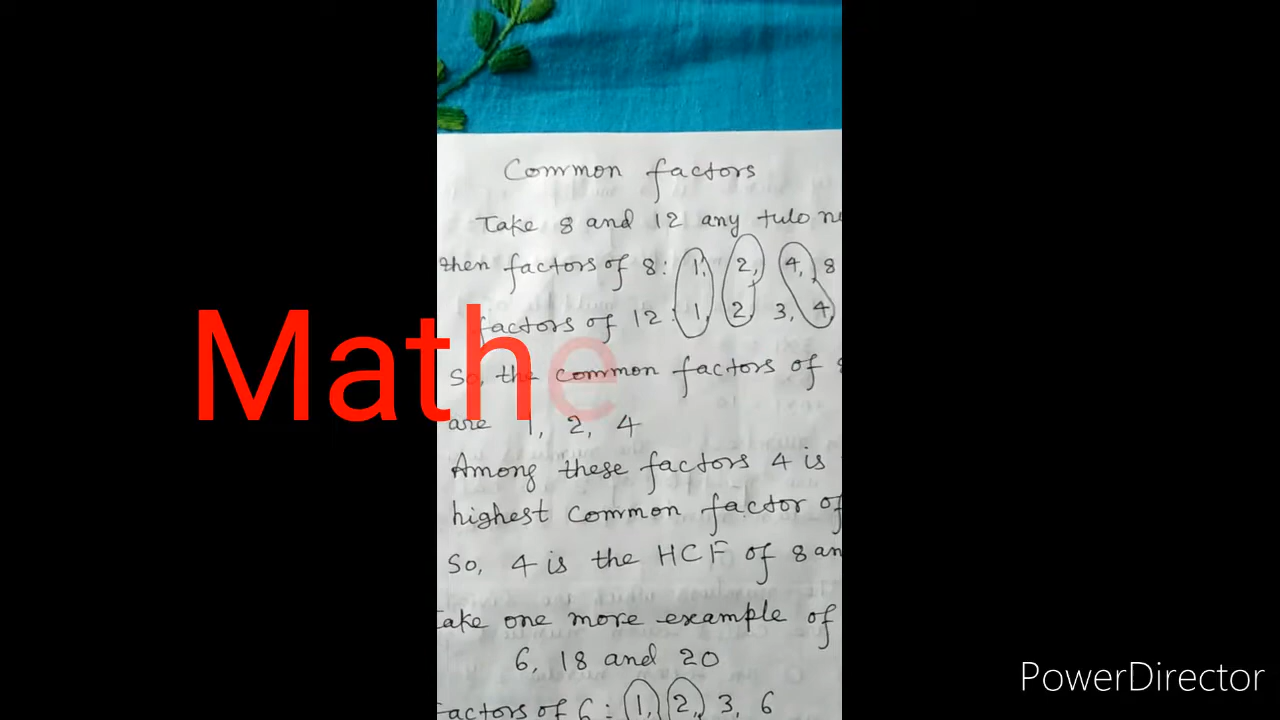 Common factors
Take 8 and 12 any tulo
then factors of 8: 1, 2, 4, 8
factors of 12: 1, 2, 3, 4,
Mathe
So, the common factors of
are 1, 2, 4
Among these factors 4 is
highest common factor of
So, 4 is the HCF of 8
Take one more example of
6, 18 and 20
PowerDirector
factors of 6: 1, 2, 3, 6